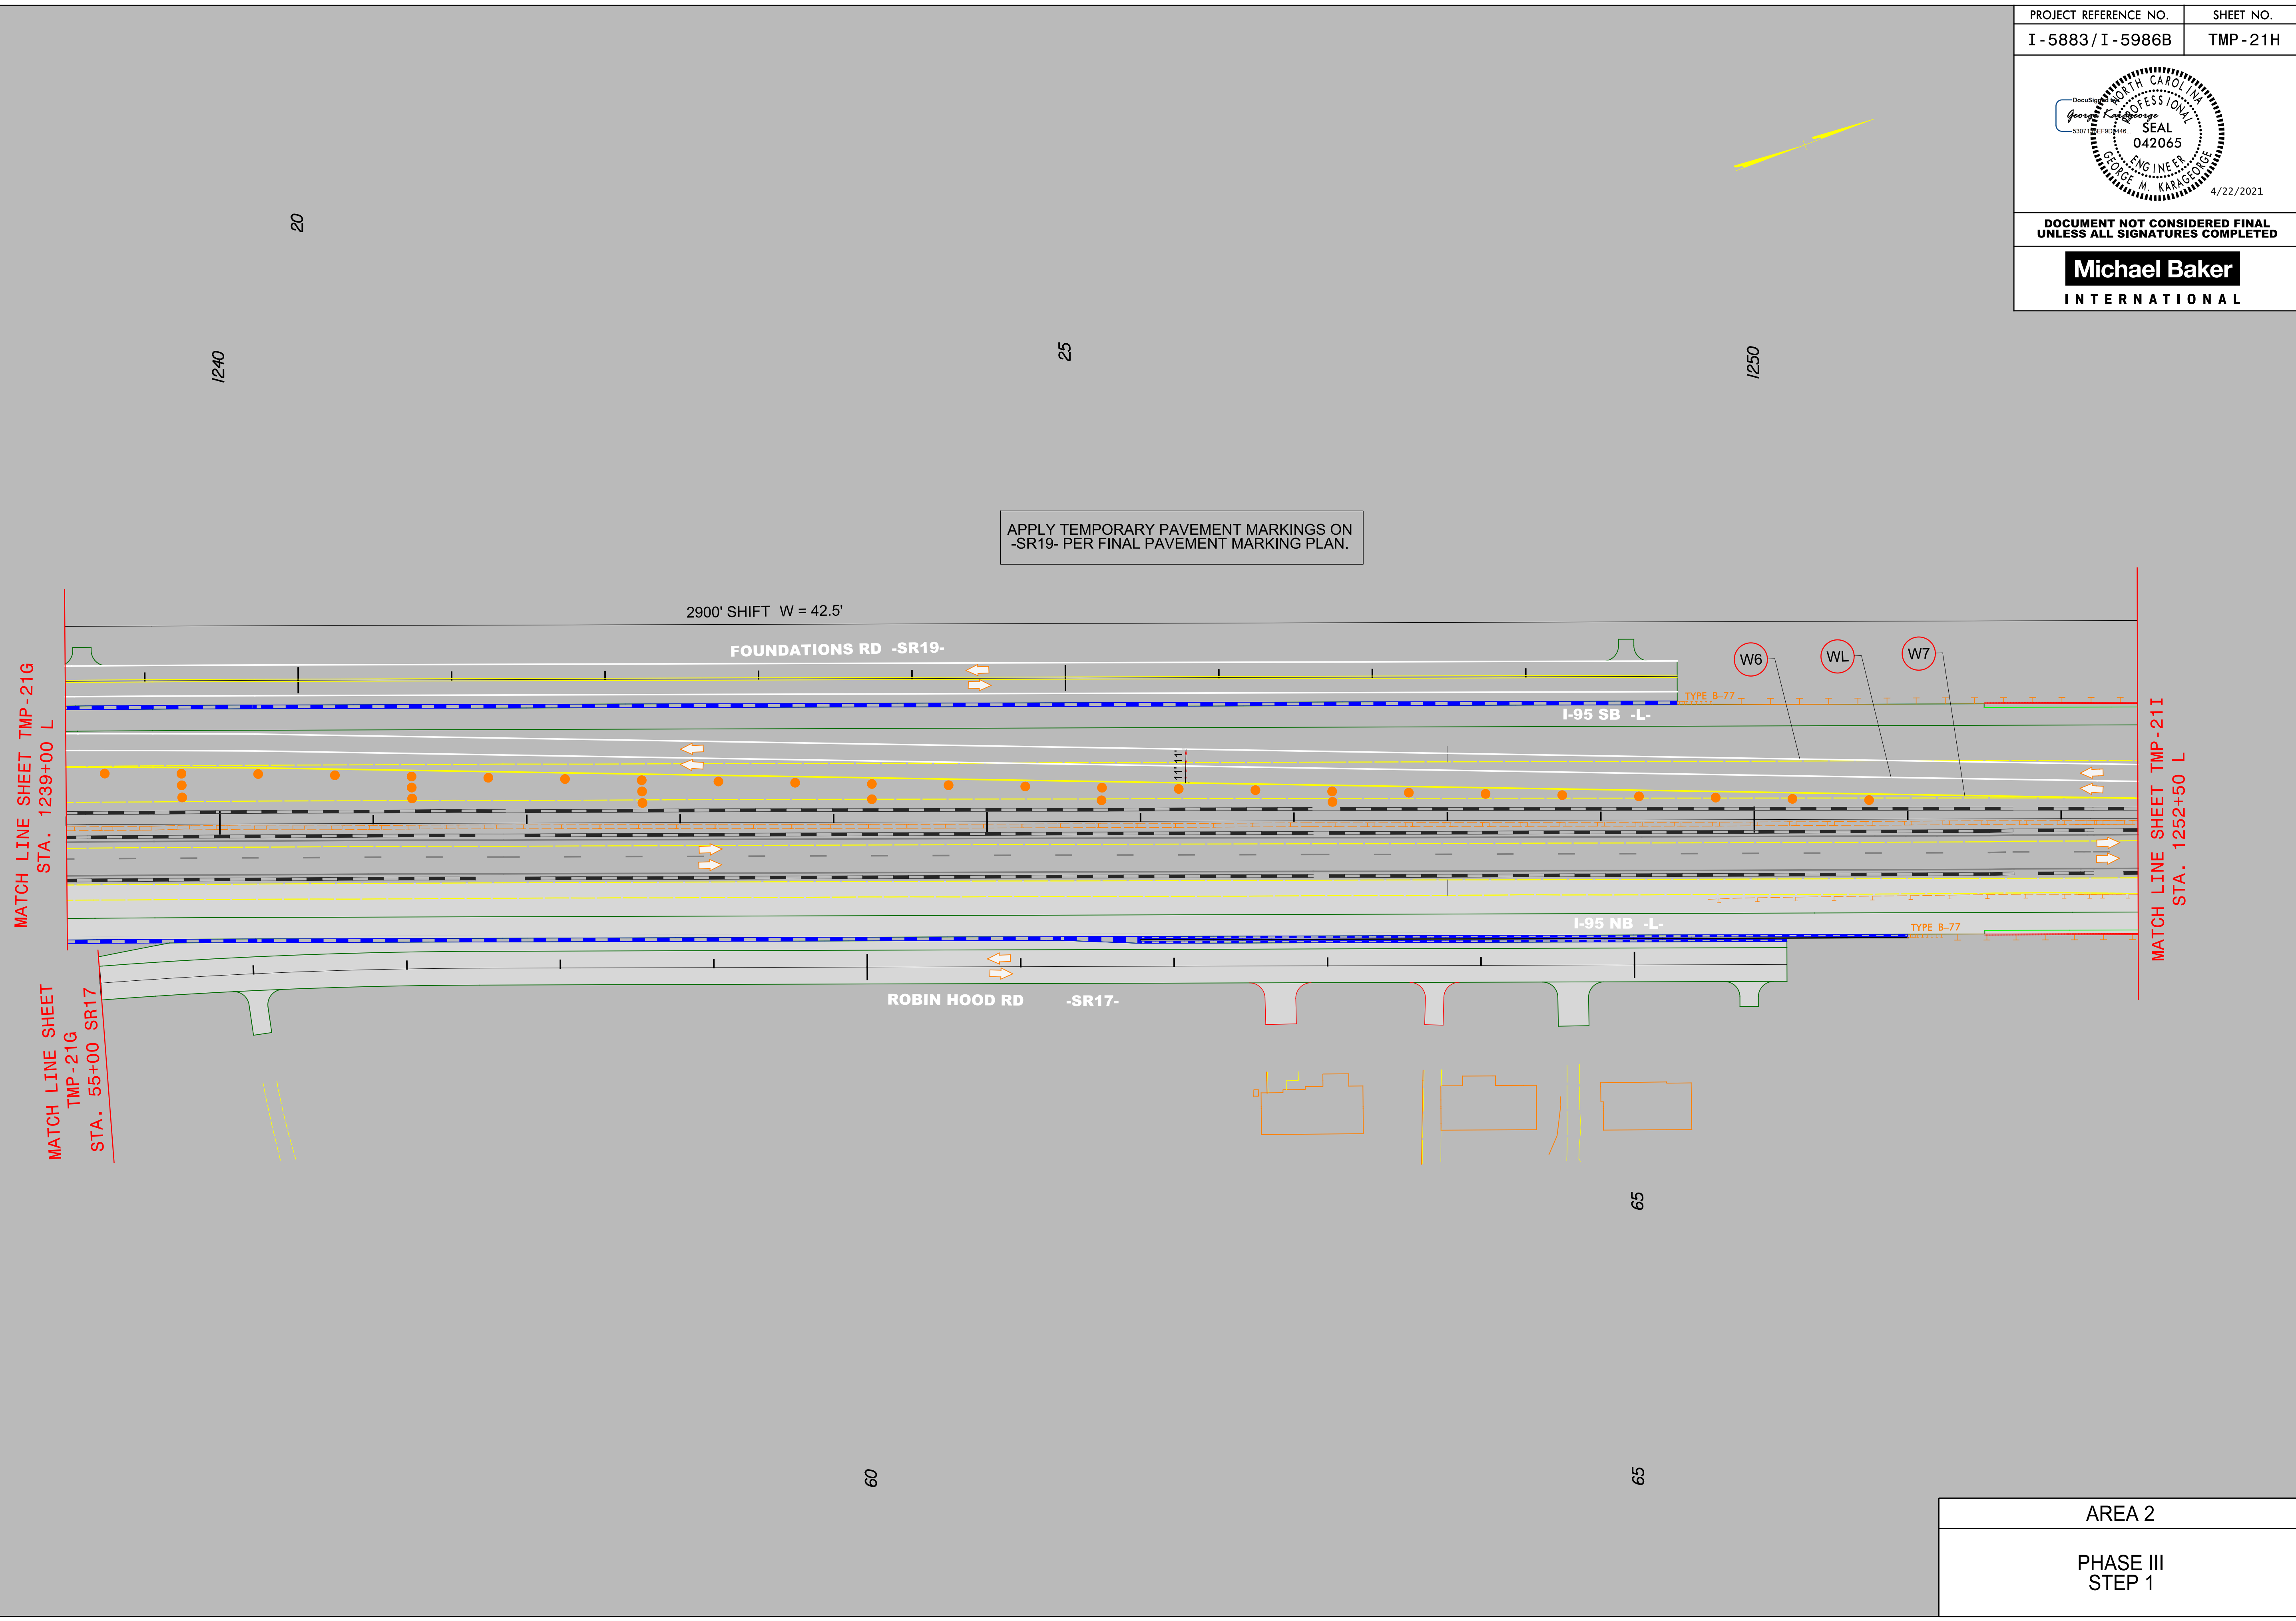 PROJECT REFERENCE NO.
SHEET NO.
I-5883/I-5986B
TMP-21H
DocuSigned
George Karageorge
NORTH CAROLINA
PROFESSIONAL
SEAL
042065
ENGINEER
GEORGE M. KARAGEORGE
4/22/2021
DOCUMENT NOT CONSIDERED FINAL
UNLESS ALL SIGNATURES COMPLETED
Michael Baker
INTERNATIONAL
20
1240
25
1250
APPLY TEMPORARY PAVEMENT MARKINGS ON
-SR19- PER FINAL PAVEMENT MARKING PLAN.
2900' SHIFT W = 42.5'
FOUNDATIONS RD -SR19-
W6
WL
W7
TYPE B-77
I-95 SB -L-
11'
11'
MATCH LINE SHEET TMP-21G
STA. 1239+00 L
MATCH LINE SHEET TMP-21I
STA. 1252+50 L
I-95 NB -L-
TYPE B-77
ROBIN HOOD RD -SR17-
MATCH LINE SHEET
TMP-21G
STA. 55+00 SR17
65
60
65
AREA 2
PHASE III
STEP 1